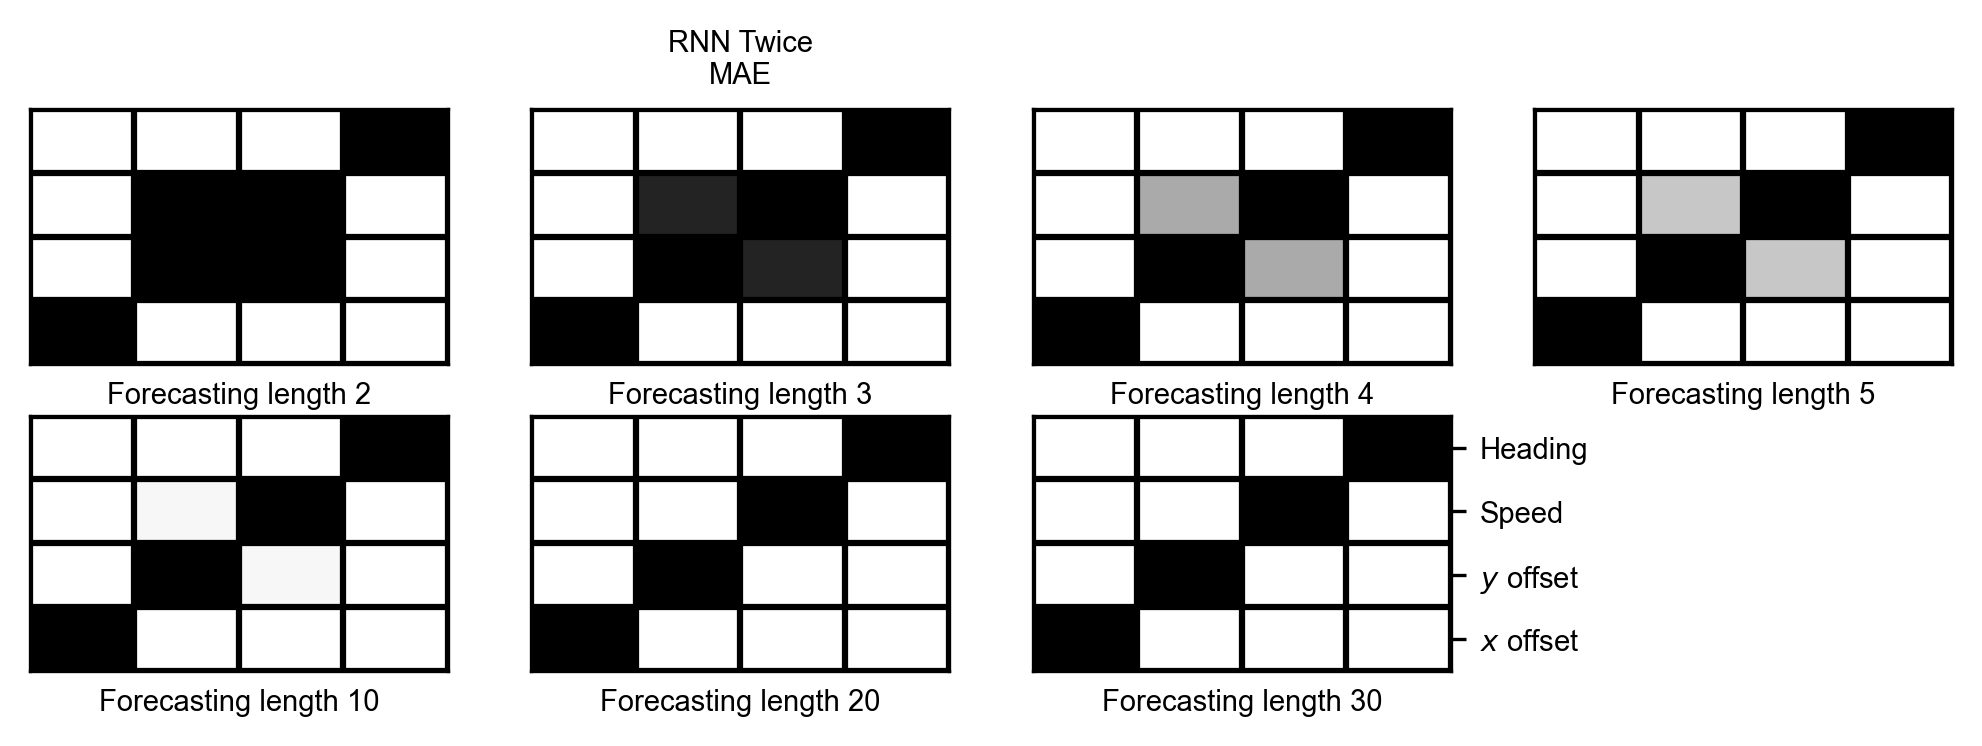 RNN Twice
MAE
Forecasting length 2
Forecasting length 3
Forecasting length 4
Forecasting length 5
Heading
Speed
y offset
x offset
Forecasting length 10
Forecasting length 20
Forecasting length 30